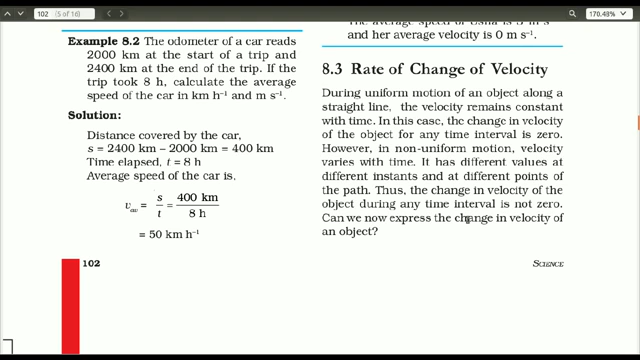 102 (5 of 16)
170.48%
Example 8.2 The odometer of a car reads
2000 km at the start of a trip and
2400 km at the end of the trip. If the
trip took 8 h, calculate the average
speed of the car in km h⁻¹ and m s⁻¹.
Solution:
Distance covered by the car,
s = 2400 km – 2000 km = 400 km
Time elapsed, t = 8 h
Average speed of the car is,
v_av = s/t = 400 km / 8 h
= 50 km h⁻¹
102
and her average velocity is 0 m s⁻¹.
8.3 Rate of Change of Velocity
During uniform motion of an object along a
straight line, the velocity remains constant
with time. In this case, the change in velocity
of the object for any time interval is zero.
However, in non-uniform motion, velocity
varies with time. It has different values at
different instants and at different points of
the path. Thus, the change in velocity of the
object during any time interval is not zero.
Can we now express the change in velocity of
an object?
SCIENCE